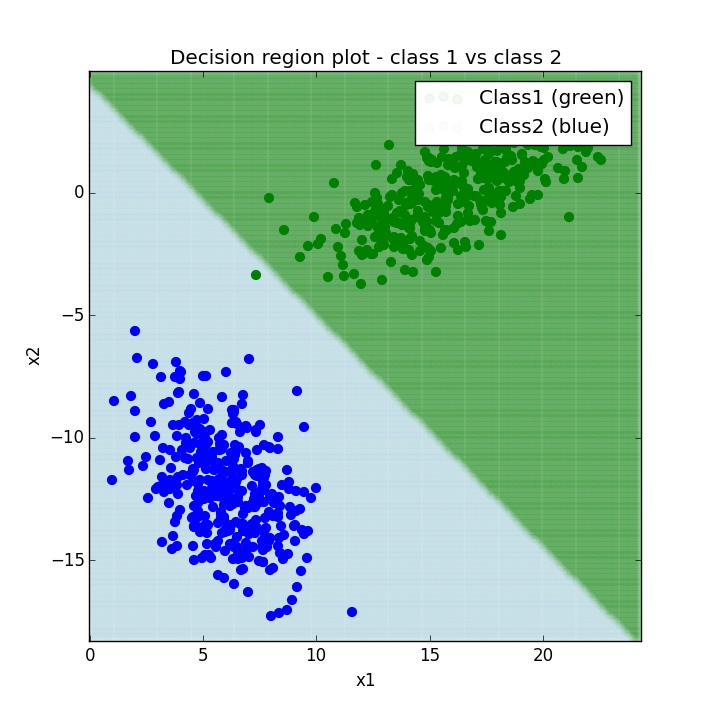 Decision region plot - class 1 vs class 2
Class1 (green)
Class2 (blue)
0
−5
−10
−15
x2
0 5 10 15 20
x1